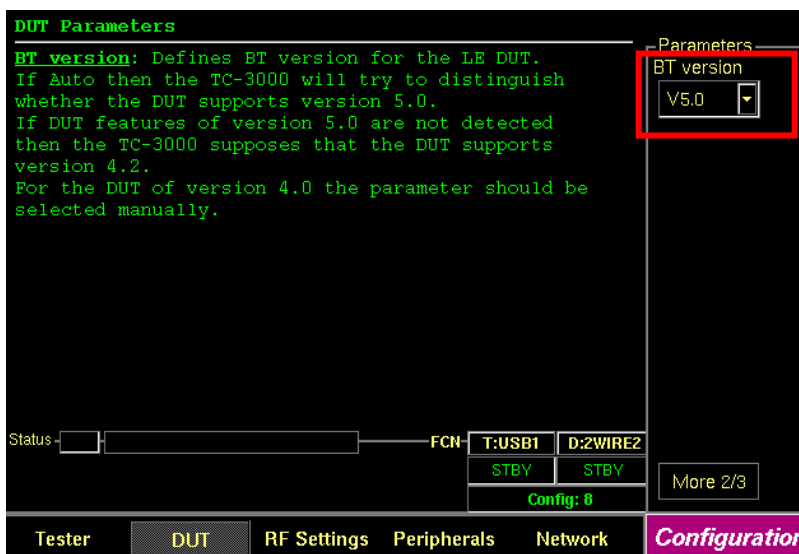 DUT Parameters
BT version: Defines BT version for the LE DUT.
If Auto then the TC-3000 will try to distinguish
whether the DUT supports version 5.0.
If DUT features of version 5.0 are not detected
then the TC-3000 supposes that the DUT supports
version 4.2.
For the DUT of version 4.0 the parameter should be
selected manually.
Parameters
BT version
V5.0
Status
FCN
T:USB1
D:2WIRE2
STBY
STBY
Config: 8
More 2/3
Tester
DUT
RF Settings
Peripherals
Network
Configuration